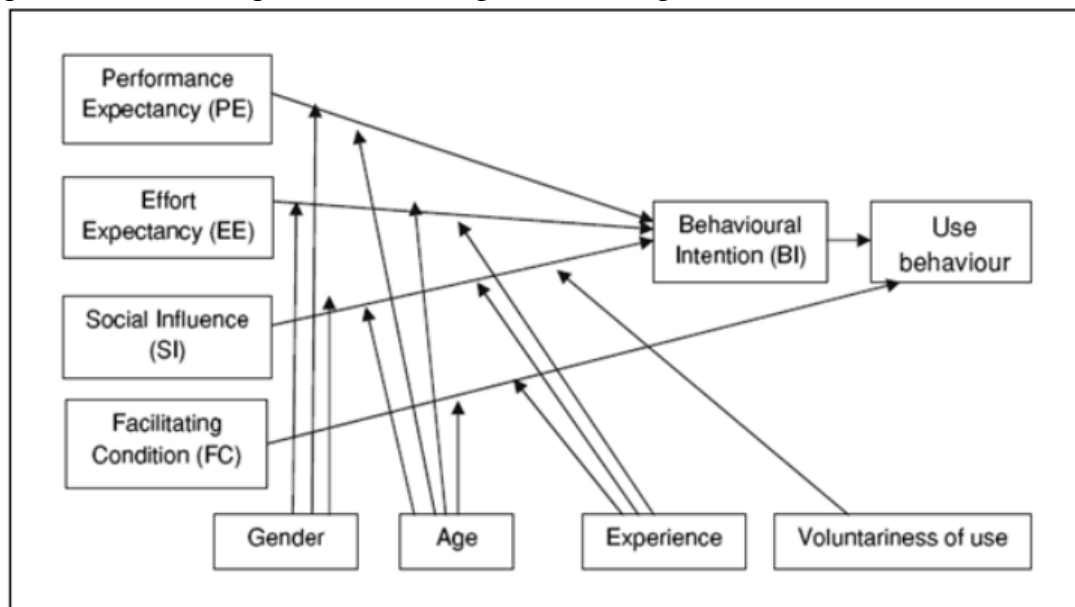 Performance
Expectancy (PE)
Effort
Expectancy (EE)
Social Influence
(SI)
Facilitating
Condition (FC)
Behavioural
Intention (BI)
Use
behaviour
Gender
Age
Experience
Voluntariness of use